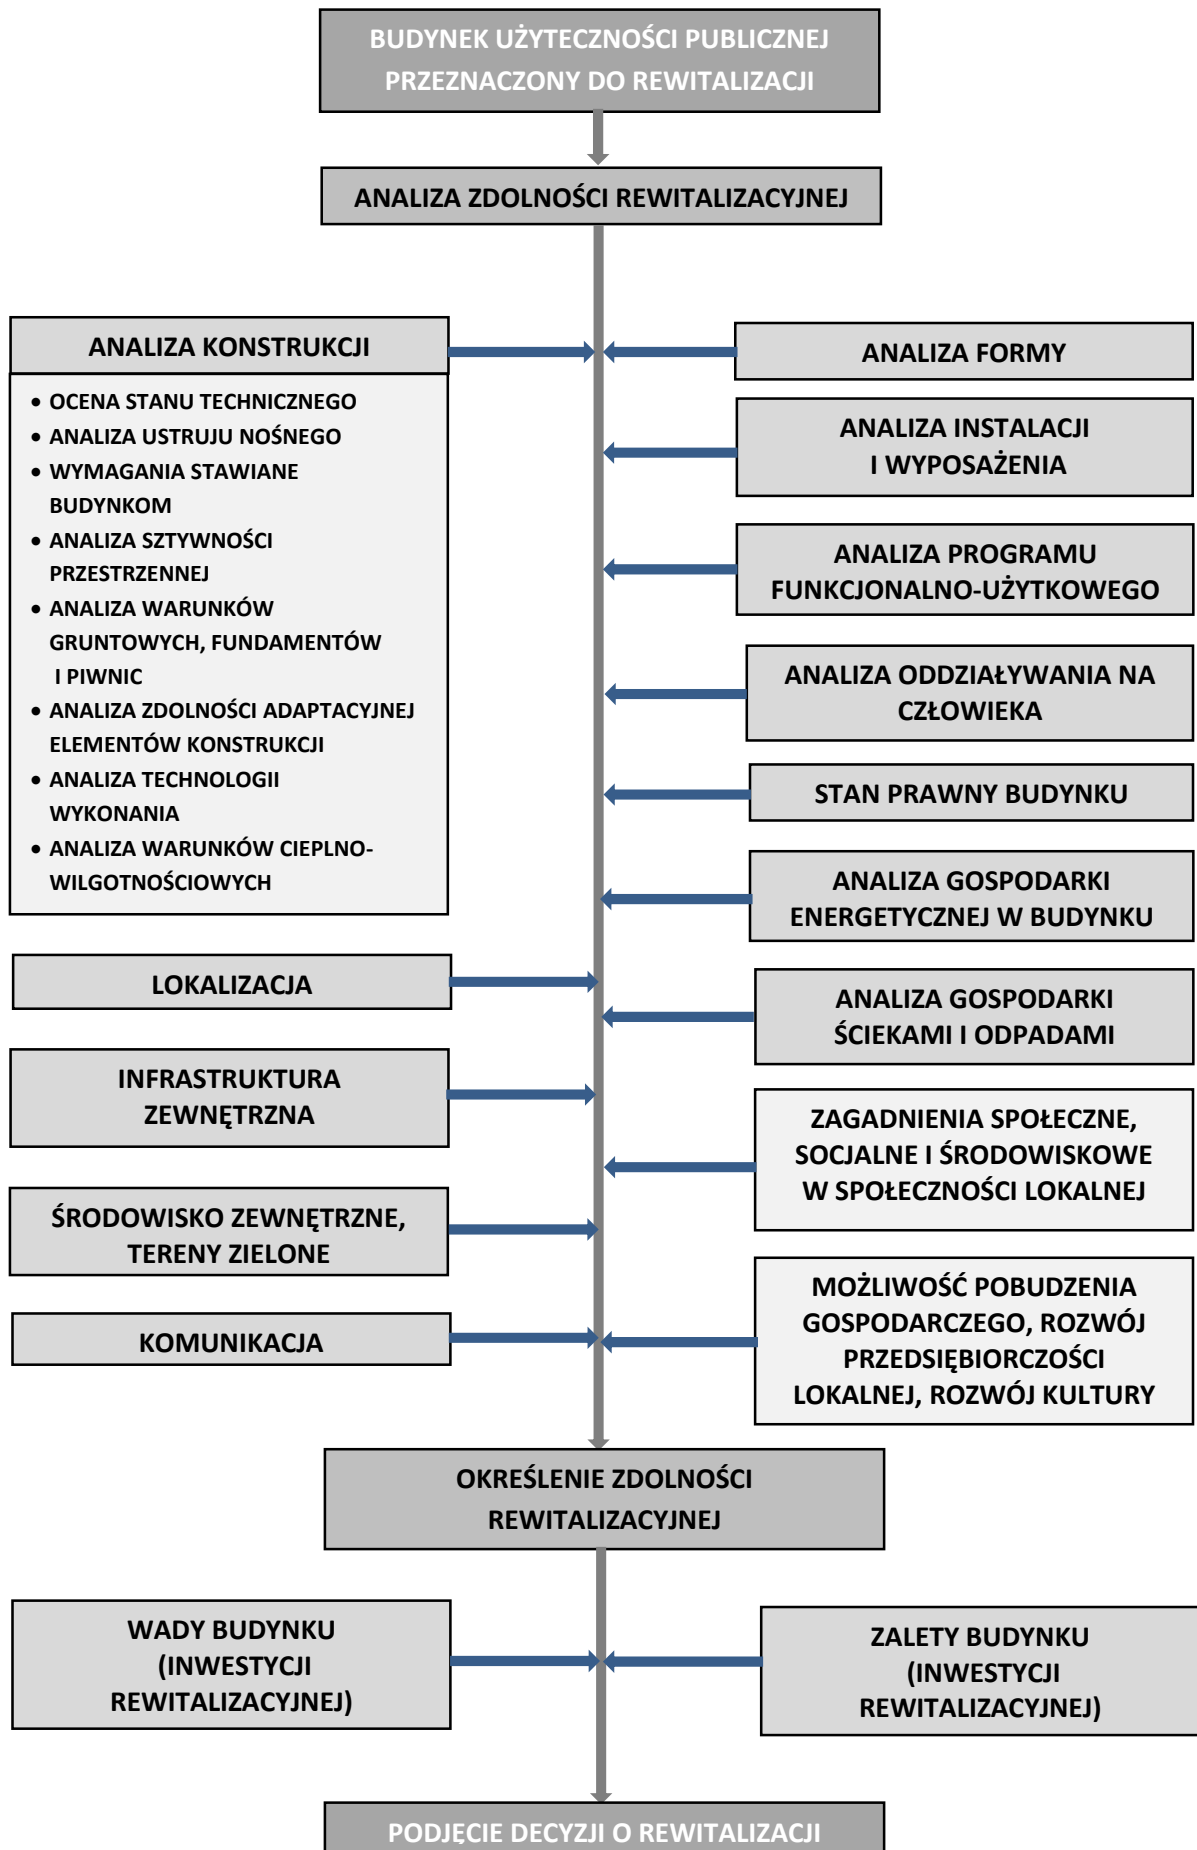 BUDYNEK UŻYTECZNOŚCI PUBLICZNEJ
PRZEZNACZONY DO REWITALIZACJI
ANALIZA ZDOLNOŚCI REWITALIZACYJNEJ
ANALIZA KONSTRUKCJI
• OCENA STANU TECHNICZNEGO
• ANALIZA USTRUJU NOŚNEGO
• WYMAGANIA STAWIANE
BUDYNKOM
• ANALIZA SZTYWNOŚCI
PRZESTRZENNEJ
• ANALIZA WARUNKÓW
GRUNTOWYCH, FUNDAMENTÓW
I PIWNIC
• ANALIZA ZDOLNOŚCI ADAPTACYJNEJ
ELEMENTÓW KONSTRUKCJI
• ANALIZA TECHNOLOGII
WYKONANIA
• ANALIZA WARUNKÓW CIEPLNO-
WILGOTNOŚCIOWYCH
LOKALIZACJA
INFRASTRUKTURA
ZEWNĘTRZNA
ŚRODOWISKO ZEWNĘTRZNE,
TERENY ZIELONE
KOMUNIKACJA
ANALIZA FORMY
ANALIZA INSTALACJI
I WYPOSAŻENIA
ANALIZA PROGRAMU
FUNKCJONALNO-UŻYTKOWEGO
ANALIZA ODDZIAŁYWANIA NA
CZŁOWIEKA
STAN PRAWNY BUDYNKU
ANALIZA GOSPODARKI
ENERGETYCZNEJ W BUDYNKU
ANALIZA GOSPODARKI
ŚCIEKAMI I ODPADAMI
ZAGADNIENIA SPOŁECZNE,
SOCJALNE I ŚRODOWISKOWE
W SPOŁECZNOŚCI LOKALNEJ
MOŻLIWOŚĆ POBUDZENIA
GOSPODARCZEGO, ROZWÓJ
PRZEDSIĘBIORCZOŚCI
LOKALNEJ, ROZWÓJ KULTURY
OKREŚLENIE ZDOLNOŚCI
REWITALIZACYJNEJ
WADY BUDYNKU
(INWESTYCJI
REWITALIZACYJNEJ)
ZALETY BUDYNKU
(INWESTYCJI
REWITALIZACYJNEJ)
PODJĘCIE DECYZJI O REWITALIZACJI